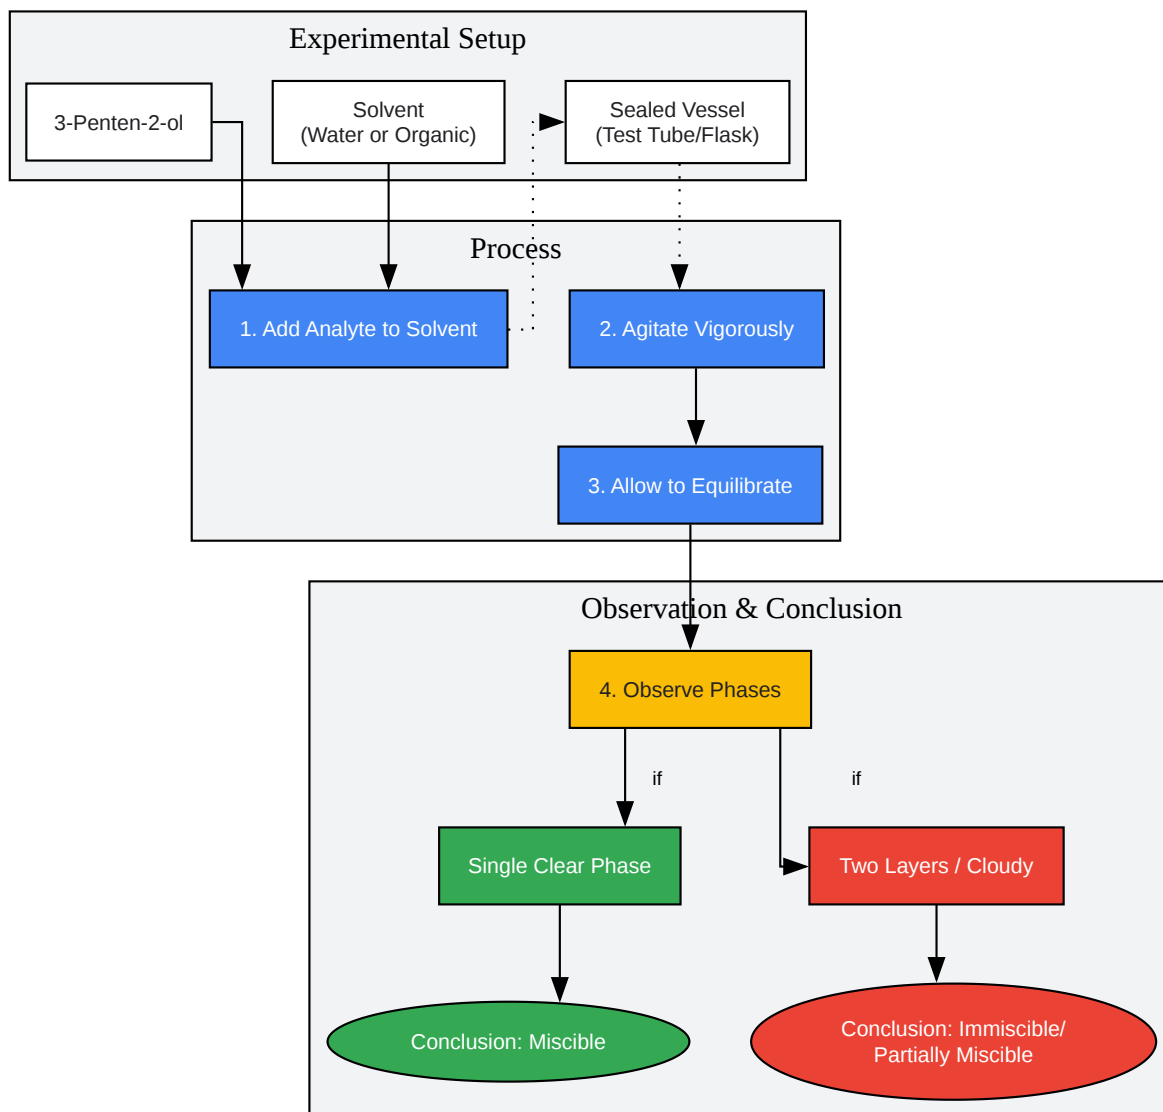 Experimental Setup
3-Penten-2-ol
Solvent
(Water or Organic)
Sealed Vessel
(Test Tube/Flask)
Process
1. Add Analyte to Solvent
2. Agitate Vigorously
3. Allow to Equilibrate
Observation & Conclusion
4. Observe Phases
if
if
Single Clear Phase
Two Layers / Cloudy
Conclusion: Miscible
Conclusion: Immiscible/
Partially Miscible